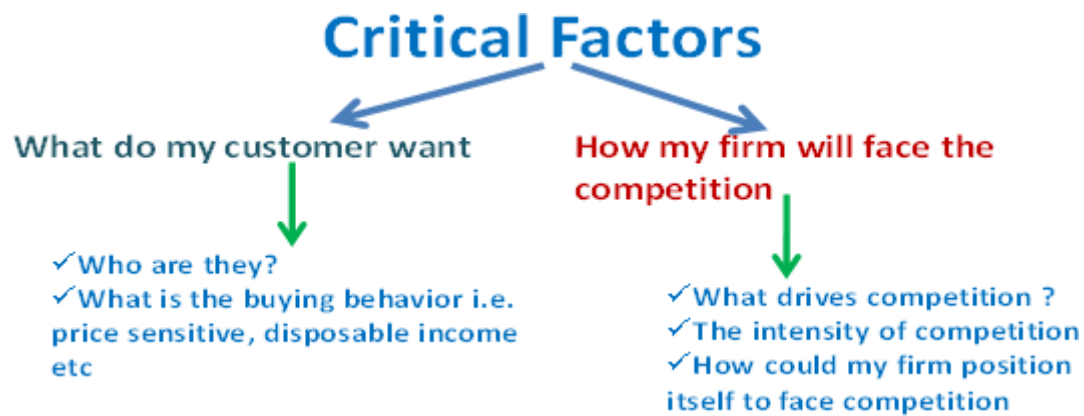 Critical Factors
What do my customer want
How my firm will face the
competition
✓Who are they?
✓What is the buying behavior i.e.
price sensitive, disposable income
etc
✓What drives competition ?
✓The intensity of competition
✓How could my firm position
itself to face competition